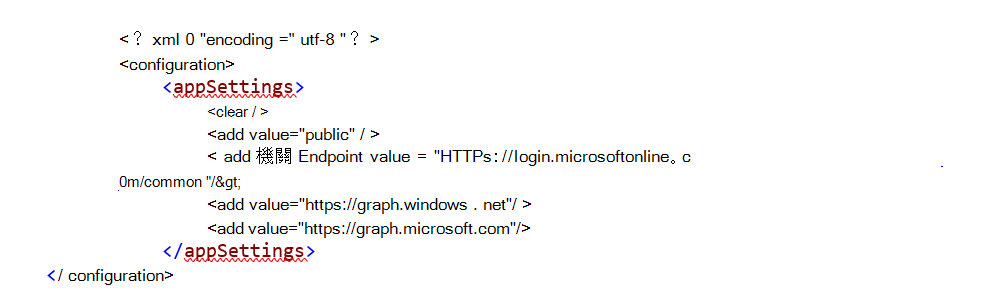 <？ xml 0 "encoding =" utf-8 "？ >
<configuration>
<appSettings>
<clear / >
<add value="public" / >
< add 機關 Endpoint value = "HTTPs://login.microsoftonline。c
0m/common "/&gt;
<add value="https://graph.windows . net"/ >
<add value="https://graph.microsoft.com"/>
</appSettings>
</ configuration>